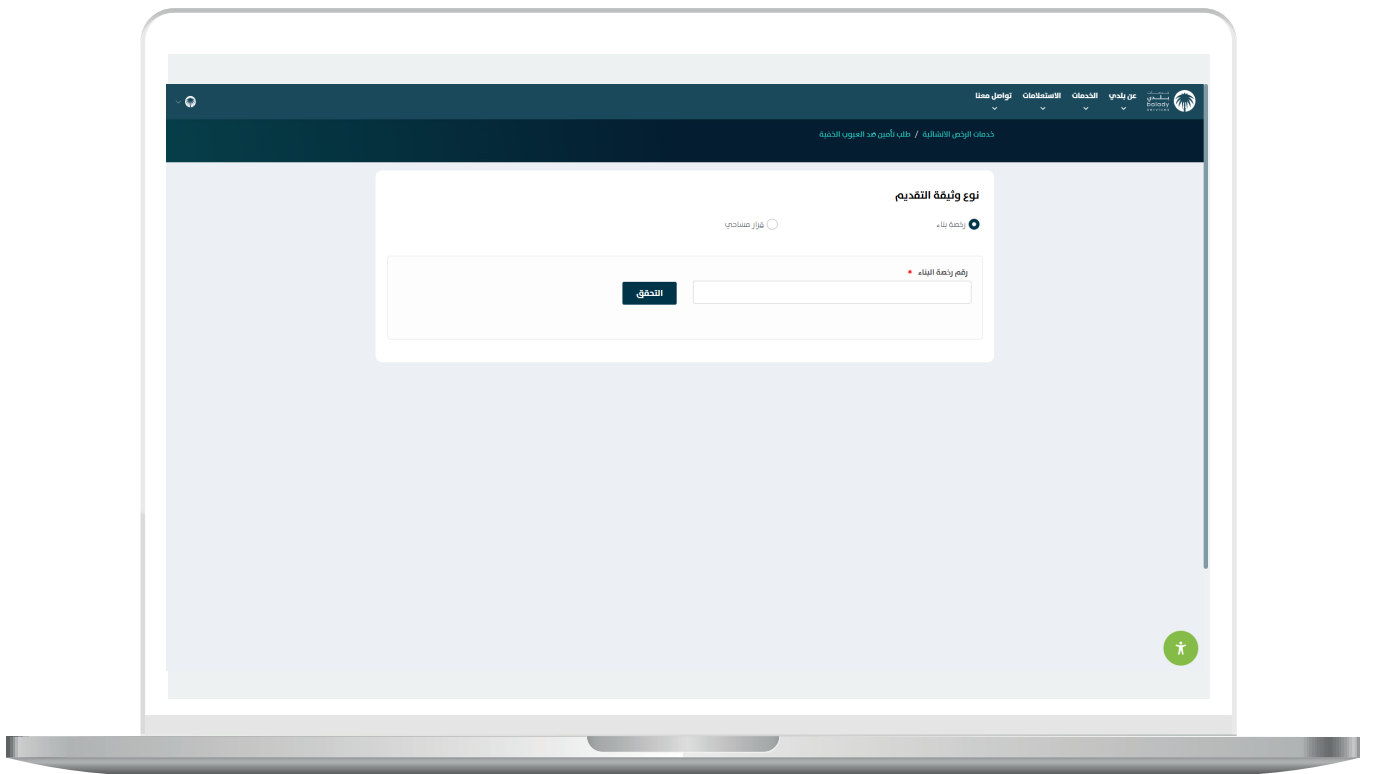 عن بلدي
الخدمات
الاستعلامات
تواصل معنا
بلدي
balady
خدمات الرخص الانشائية / طلب تأمين ضد العيوب الخفية
نوع وثيقة التقديم
رخصة بناء
قرار مساحي
رقم رخصة البناء *
التحقق